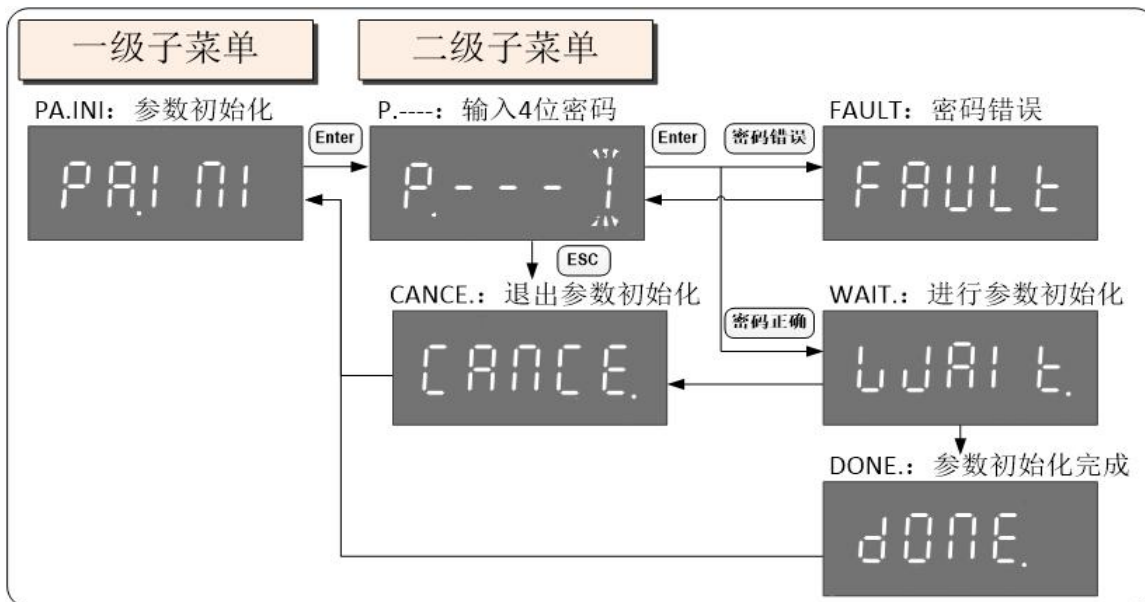 一级子菜单
二级子菜单
PA.INI：参数初始化
P.----：输入4位密码
FAULT：密码错误
Enter
Enter
密码错误
PA.INI
P.---1
FAULt
ESC
CANCE.：退出参数初始化
WAIT.：进行参数初始化
密码正确
CANCE.
WAIt.
DONE.：参数初始化完成
dONE.